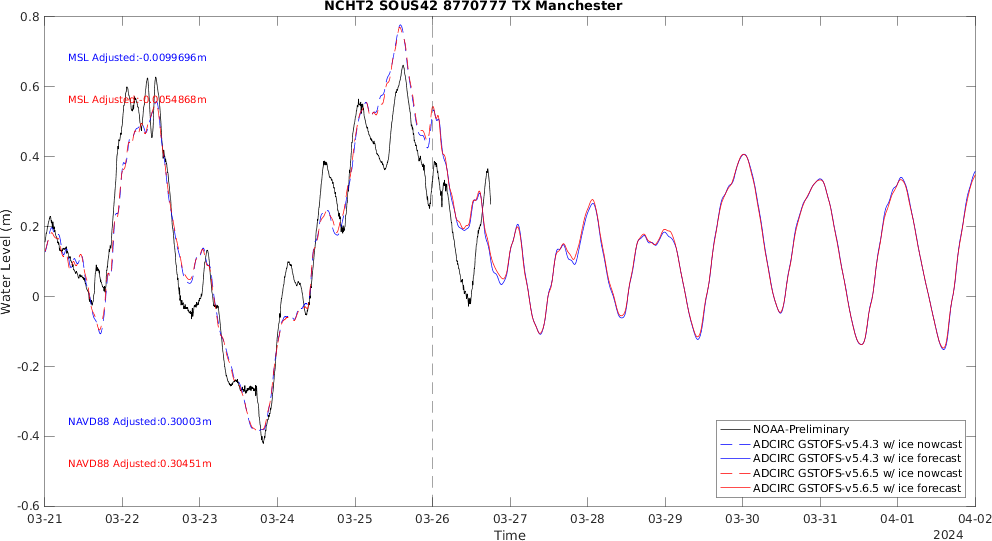 NCHT2 SOUS42 8770777 TX Manchester
0.8
0.6
0.4
0.2
0
-0.2
-0.4
-0.6
Water Level (m)
MSL Adjusted:-0.0099696m
MSL Adjusted:-0.0054868m
NAVD88 Adjusted:0.30003m
NAVD88 Adjusted:0.30451m
NOAA-Preliminary
ADCIRC GSTOFS-v5.4.3 w/ ice nowcast
ADCIRC GSTOFS-v5.4.3 w/ ice forecast
ADCIRC GSTOFS-v5.6.5 w/ ice nowcast
ADCIRC GSTOFS-v5.6.5 w/ ice forecast
03-21 03-22 03-23 03-24 03-25 03-26 03-27 03-28 03-29 03-30 03-31 04-01 04-02
Time
2024